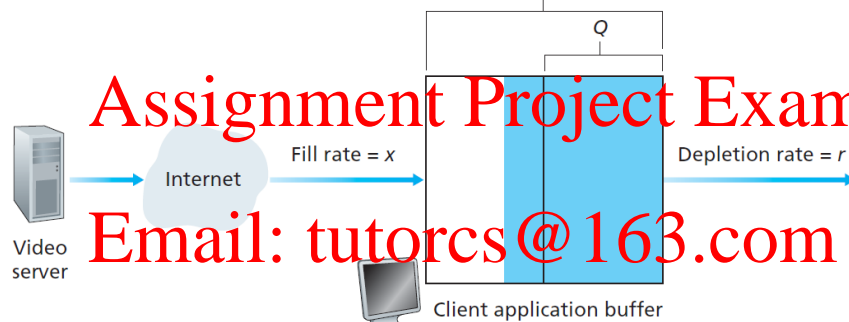 Q
Assignment Project Exam
Fill rate = x
Depletion rate = r
Internet
Email: tutorcs@163.com
Video
server
Client application buffer